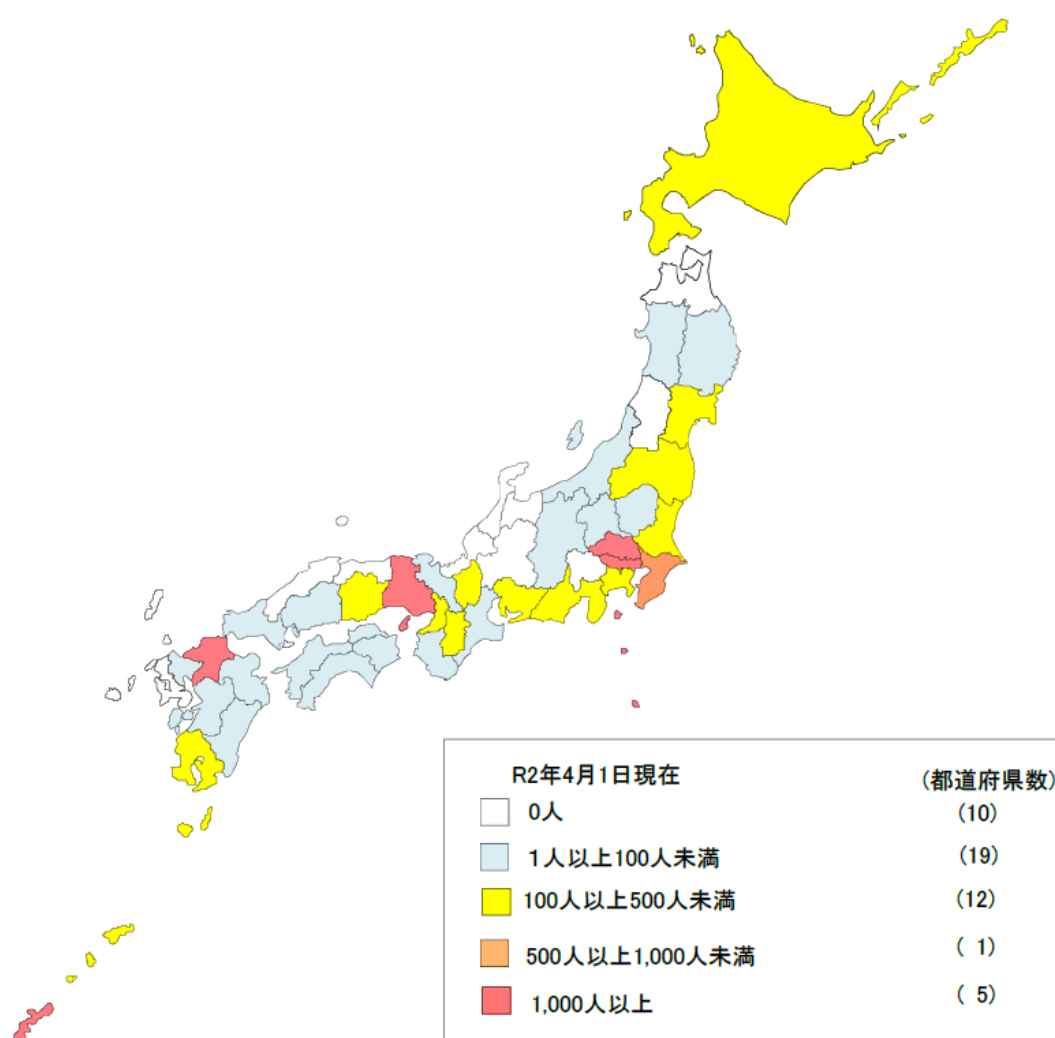 R2年4月1日現在 (都道府県数)
0人 (10)
1人以上100人未満 (19)
100人以上500人未満 (12)
500人以上1,000人未満 ( 1)
1,000人以上 ( 5)